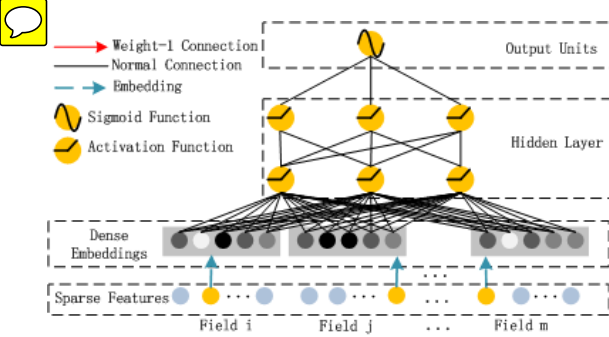 Weight-1 Connection
Normal Connection
Embedding
Sigmoid Function
Activation Function
Output Units
Hidden Layer
Dense
Embeddings
...
Sparse Features ... ... ... ...
Field i Field j ... Field m